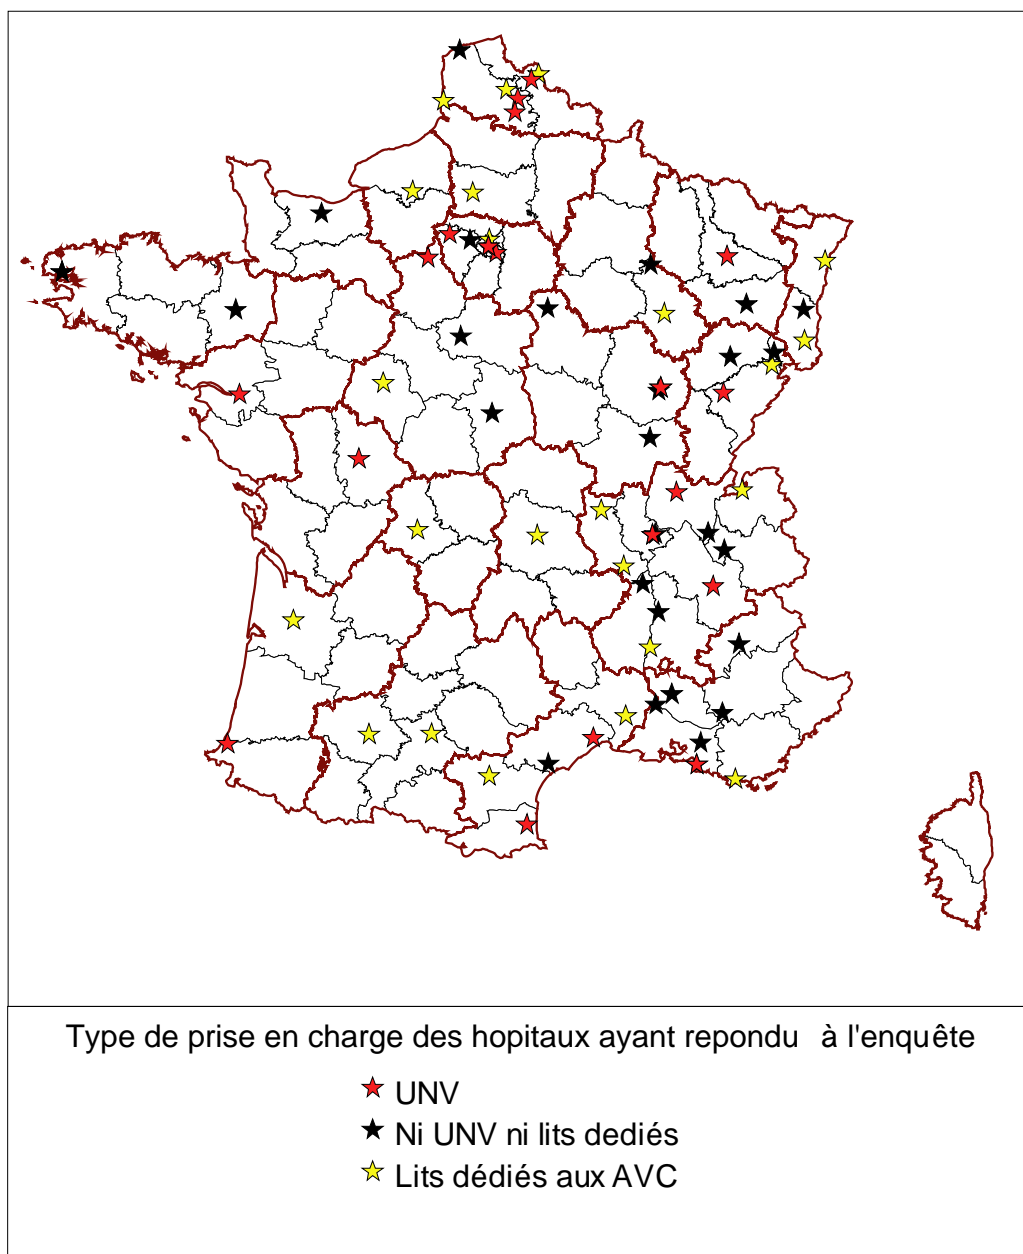 Type de prise en charge des hopitaux ayant repondu à l'enquête
UNV
Ni UNV ni lits dediés
Lits dédiés aux AVC